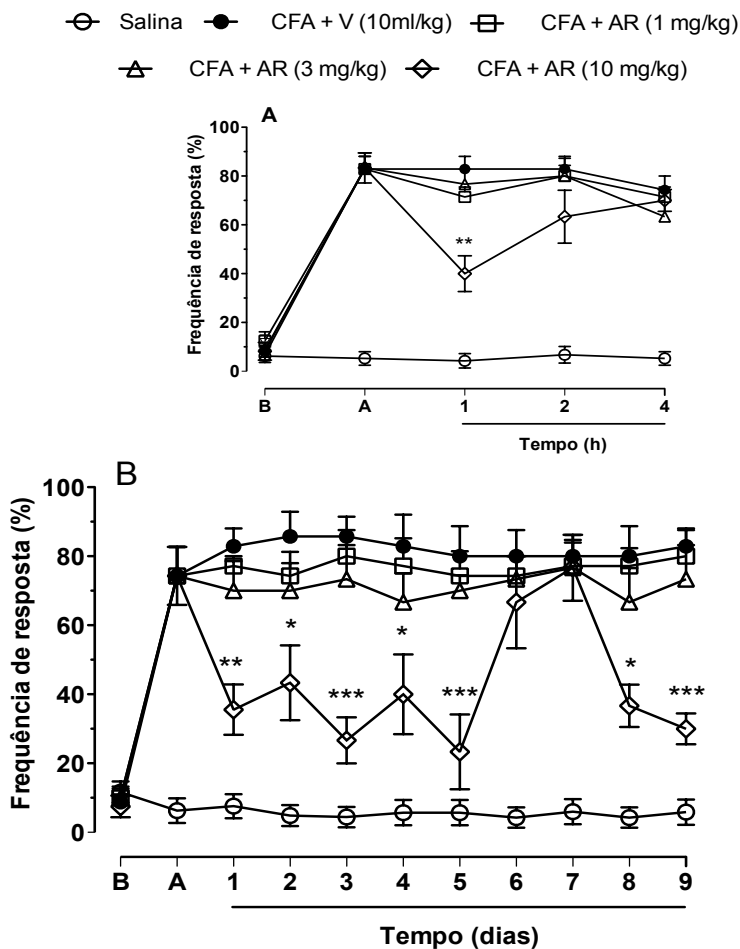 Salina CFA + V (10ml/kg) CFA + AR (1 mg/kg)
CFA + AR (3 mg/kg) CFA + AR (10 mg/kg)
A
Frequência de resposta (%)
100
80
60
40
20
0
**
B A 1 2 4
Tempo (h)
B
Frequência de resposta (%)
100
80
60
40
20
0
** * *** * *** * ***
B A 1 2 3 4 5 6 7 8 9
Tempo (dias)